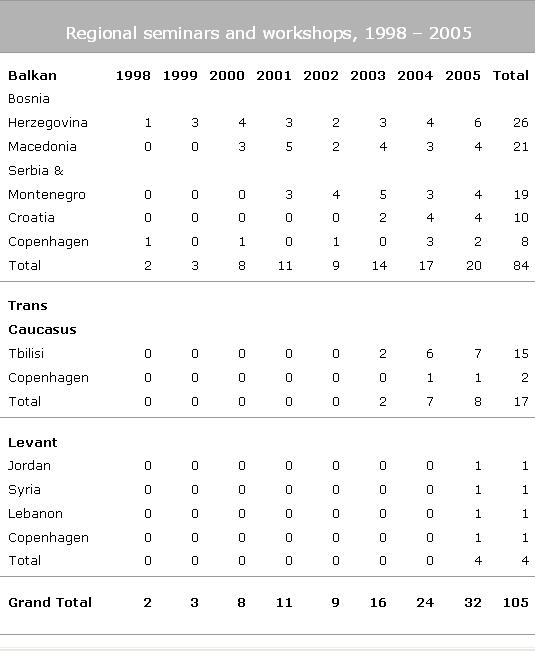 Regional seminars and workshops, 1998 – 2005
Balkan 1998 1999 2000 2001 2002 2003 2004 2005 Total
Bosnia
Herzegovina 1 3 4 3 2 3 4 6 26
Macedonia 0 0 3 5 2 4 3 4 21
Serbia &
Montenegro 0 0 0 3 4 5 3 4 19
Croatia 0 0 0 0 0 2 4 4 10
Copenhagen 1 0 1 0 1 0 3 2 8
Total 2 3 8 11 9 14 17 20 84
Trans
Caucasus
Tbilisi 0 0 0 0 0 2 6 7 15
Copenhagen 0 0 0 0 0 0 1 1 2
Total 0 0 0 0 0 2 7 8 17
Levant
Jordan 0 0 0 0 0 0 0 1 1
Syria 0 0 0 0 0 0 0 1 1
Lebanon 0 0 0 0 0 0 0 1 1
Copenhagen 0 0 0 0 0 0 0 1 1
Total 0 0 0 0 0 0 0 4 4
Grand Total 2 3 8 11 9 16 24 32 105